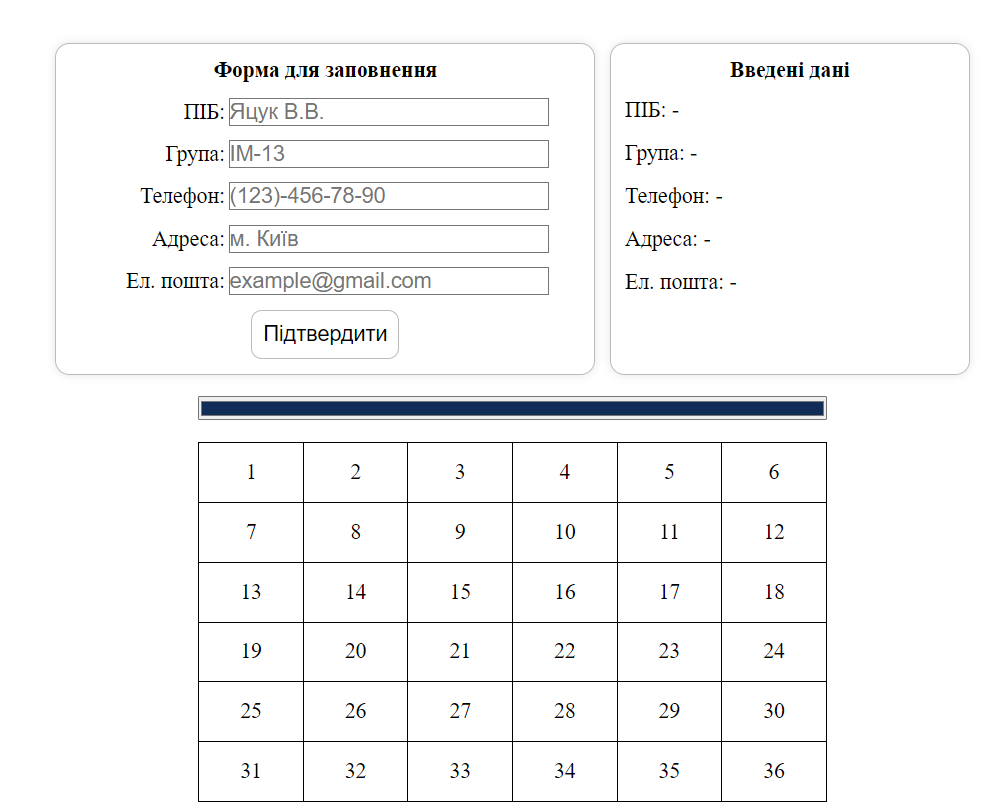 Форма для заповнення
ПІБ: Яцук В.В.
Група: ІМ-13
Телефон: (123)-456-78-90
Адреса: м. Київ
Ел. пошта: example@gmail.com
Підтвердити
Введені дані
ПІБ: -
Група: -
Телефон: -
Адреса: -
Ел. пошта: -
1 2 3 4 5 6
7 8 9 10 11 12
13 14 15 16 17 18
19 20 21 22 23 24
25 26 27 28 29 30
31 32 33 34 35 36